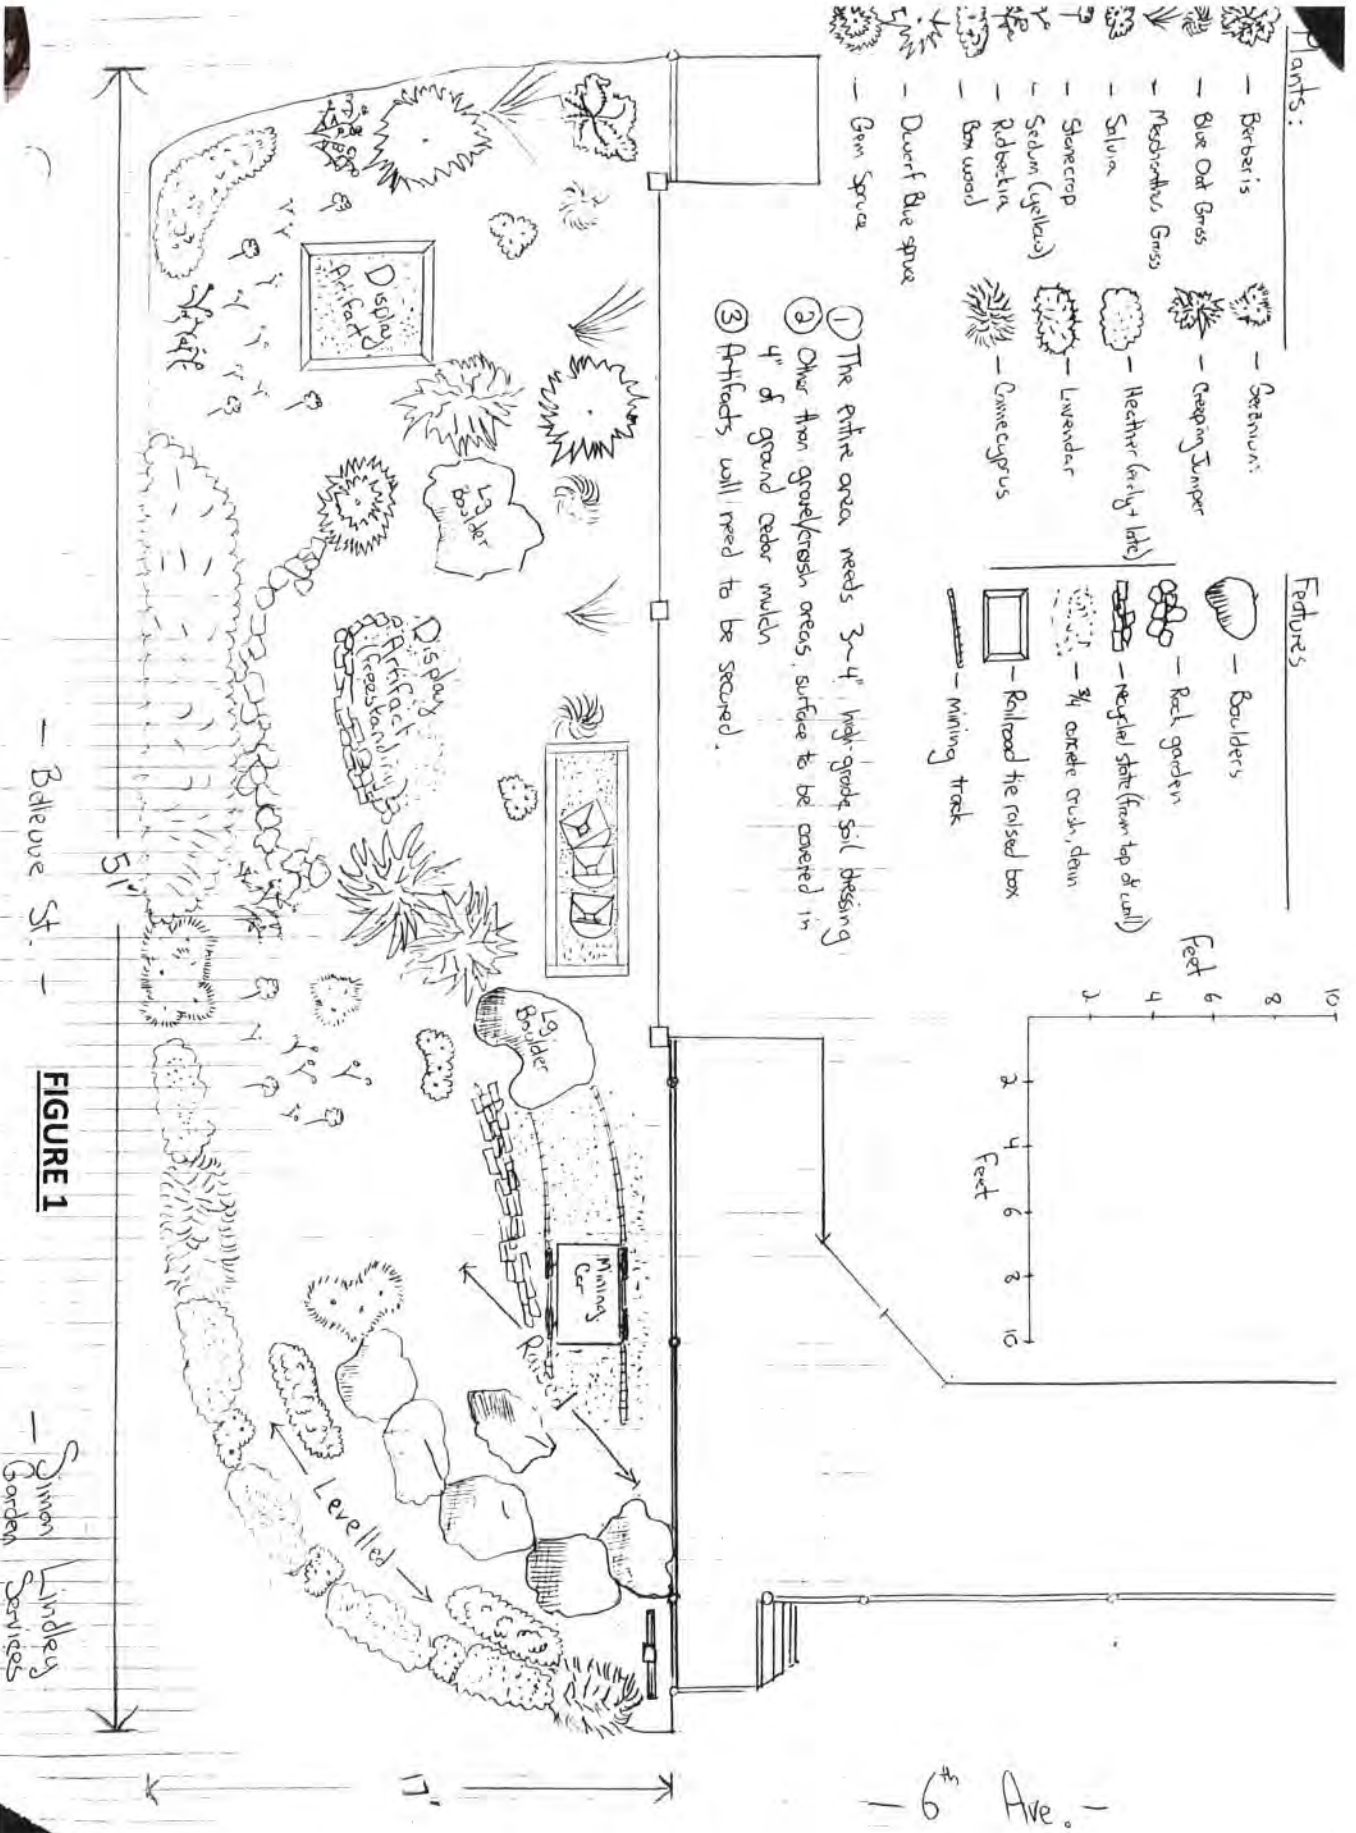 Plants:
— Berberis
— Blue Oat Grass
— Meschanthus Grass
— Salvia
— Stonecrop
— Sedum (yellow)
— Rudbeckia
— Boxwood
— Dwarf Blue spruce
— Gem Spruce
— Geranium:
— Creeping Juniper
— Heather (early + late)
— Lavendar
— Cimecyprus
Features
— Boulders
— Rock garden
— recycled slate (from top of wall)
— 3/4 concrete crush, clean
— Railroad tie raised box
— mining track
① The entire area needs 3~4" high-grade soil dressing
② Other than gravel/crush areas, surface to be covered in
4" of ground cedar mulch
③ Artifacts will need to be secured.
Feet
10
8
6
4
2
2
4
6
8
10
Feet
Display
Artifact
Lg
Boulder
Display
Artifact
(Freestanding)
Lg
Boulder
Mining
Car
Raised
Levelled
51'
17'
— Bellevue St. —
— 6th Ave. —
FIGURE 1
— Simon Lindley
Garden Services